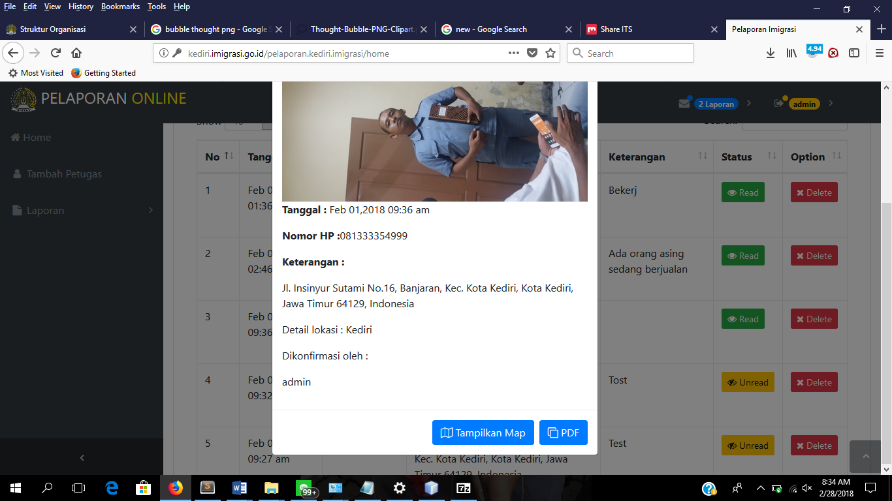 File Edit View History Bookmarks Tools Help
Struktur Organisasi
bubble thought png - Google
Thought-Bubble-PNG-Clipart
new - Google Search
Share ITS
Pelaporan Imigrasi
kediri.imigrasi.go.id/pelaporan.kediri.imigrasi/home
Search
4.94
Most Visited Getting Started
PELAPORAN ONLINE
2 Laporan
admin
Home
Tambah Petugas
Laporan
No Keterangan Status Option
1 Feb 0 Bekerj Read Delete
01:36
2 Feb 0 Ada orang asing Read Delete
02:46 sedang berjualan
3 Feb 0 Read Delete
09:36
4 Feb 0 Tost Unread Delete
09:32
5 Feb 0 Test Unread Delete
09:27 am Kec. Kota Kediri, Kota Kediri, Jawa
Timur 64129, Indonesia
Tanggal : Feb 01,2018 09:36 am
Nomor HP :081333354999
Keterangan :
Jl. Insinyur Sutami No.16, Banjaran, Kec. Kota Kediri, Kota Kediri,
Jawa Timur 64129, Indonesia
Detail lokasi : Kediri
Dikonfirmasi oleh :
admin
Tampilkan Map
PDF
99+
8:34 AM
2/28/2018